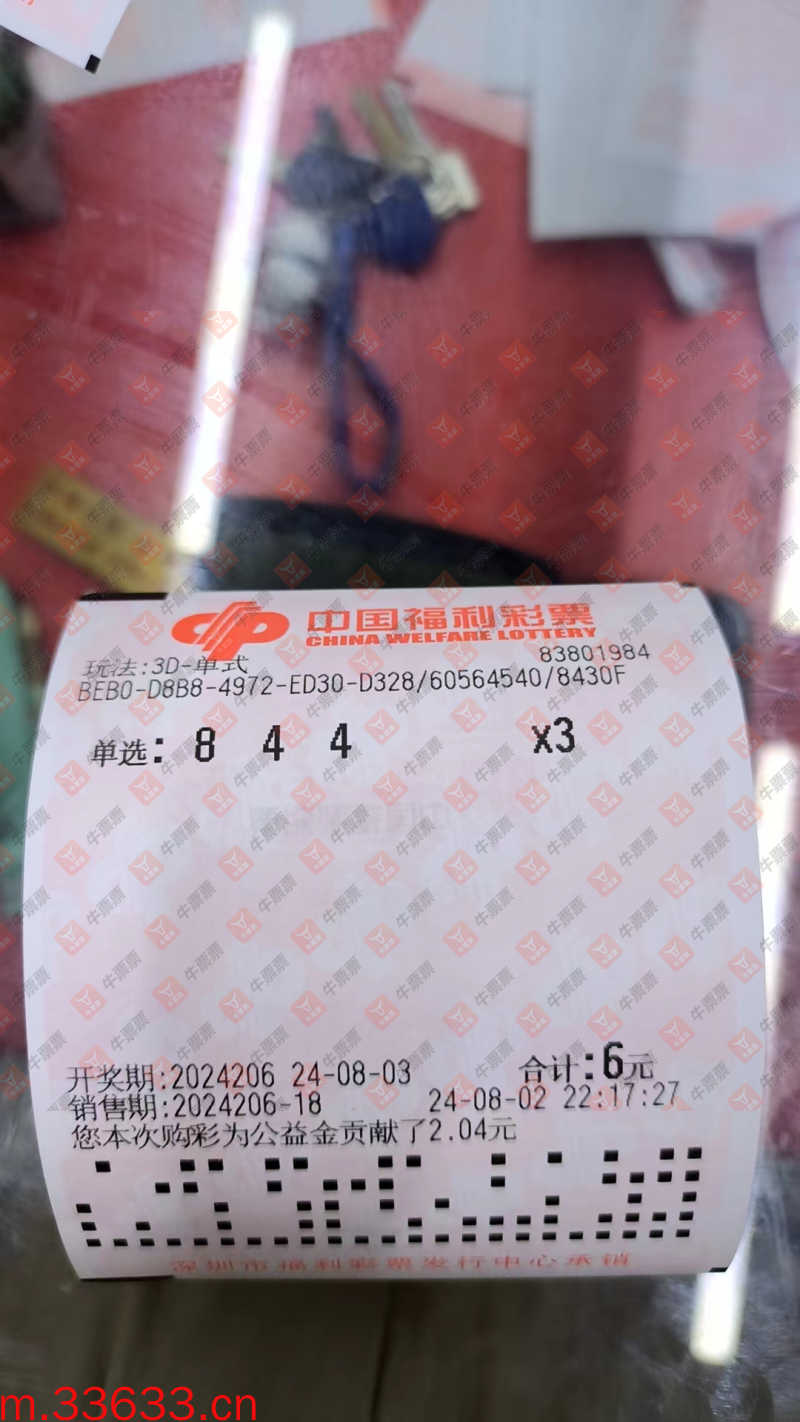 中国福利彩票
CHINA WELFARE LOTTERY
83801984
玩法:3D-单式
BEB0-D8B8-4972-ED30-D328/60564540/8430F
单选: 8 4 4 x3
开奖期:2024206 24-08-03 合计:6元
销售期:2024206-18 24-08-02 22:17:27
您本次购彩为公益金贡献了2.04元
深圳市福利彩票发行中心承销
牛票票
m.33633.cn